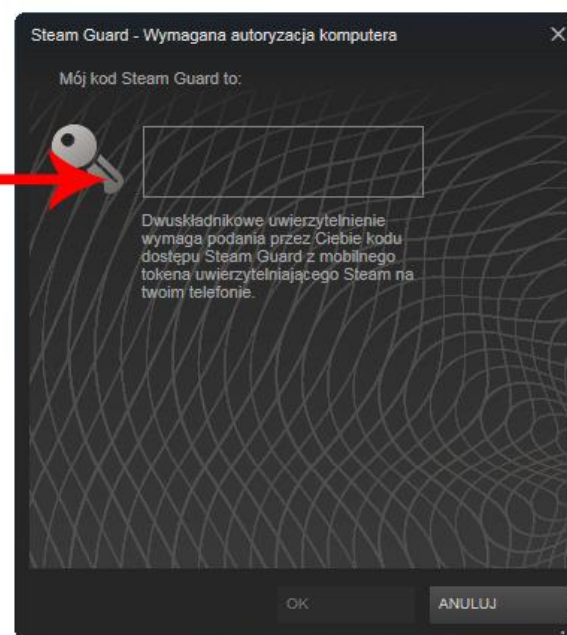 Steam Guard - Wymagana autoryzacja komputera
Mój kod Steam Guard to:
Dwuskładnikowe uwierzytelnienie
wymaga podania przez Ciebie kodu
dostępu Steam Guard z mobilnego
tokena uwierzytelniającego Steam na
twoim telefonie.
OK
ANULUJ